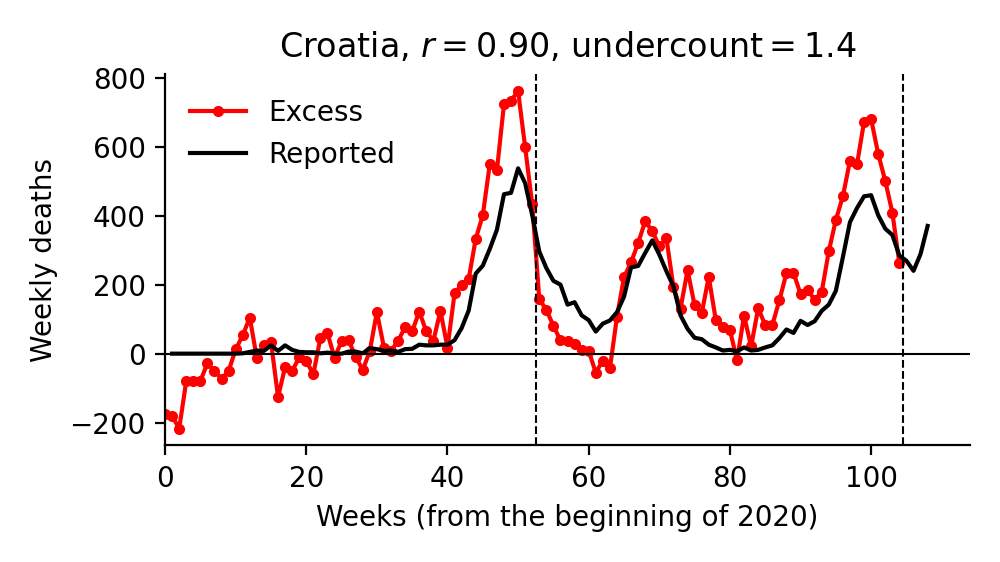 Croatia, r = 0.90, undercount = 1.4
Excess
Reported
Weekly deaths
800
600
400
200
0
−200
0 20 40 60 80 100
Weeks (from the beginning of 2020)